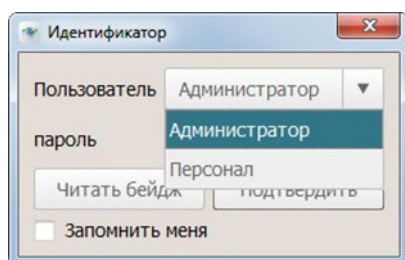 Идентификатор
Пользователь Администратор
Администратор
пароль
Персонал
Читать бейдж Подтвердить
Запомнить меня